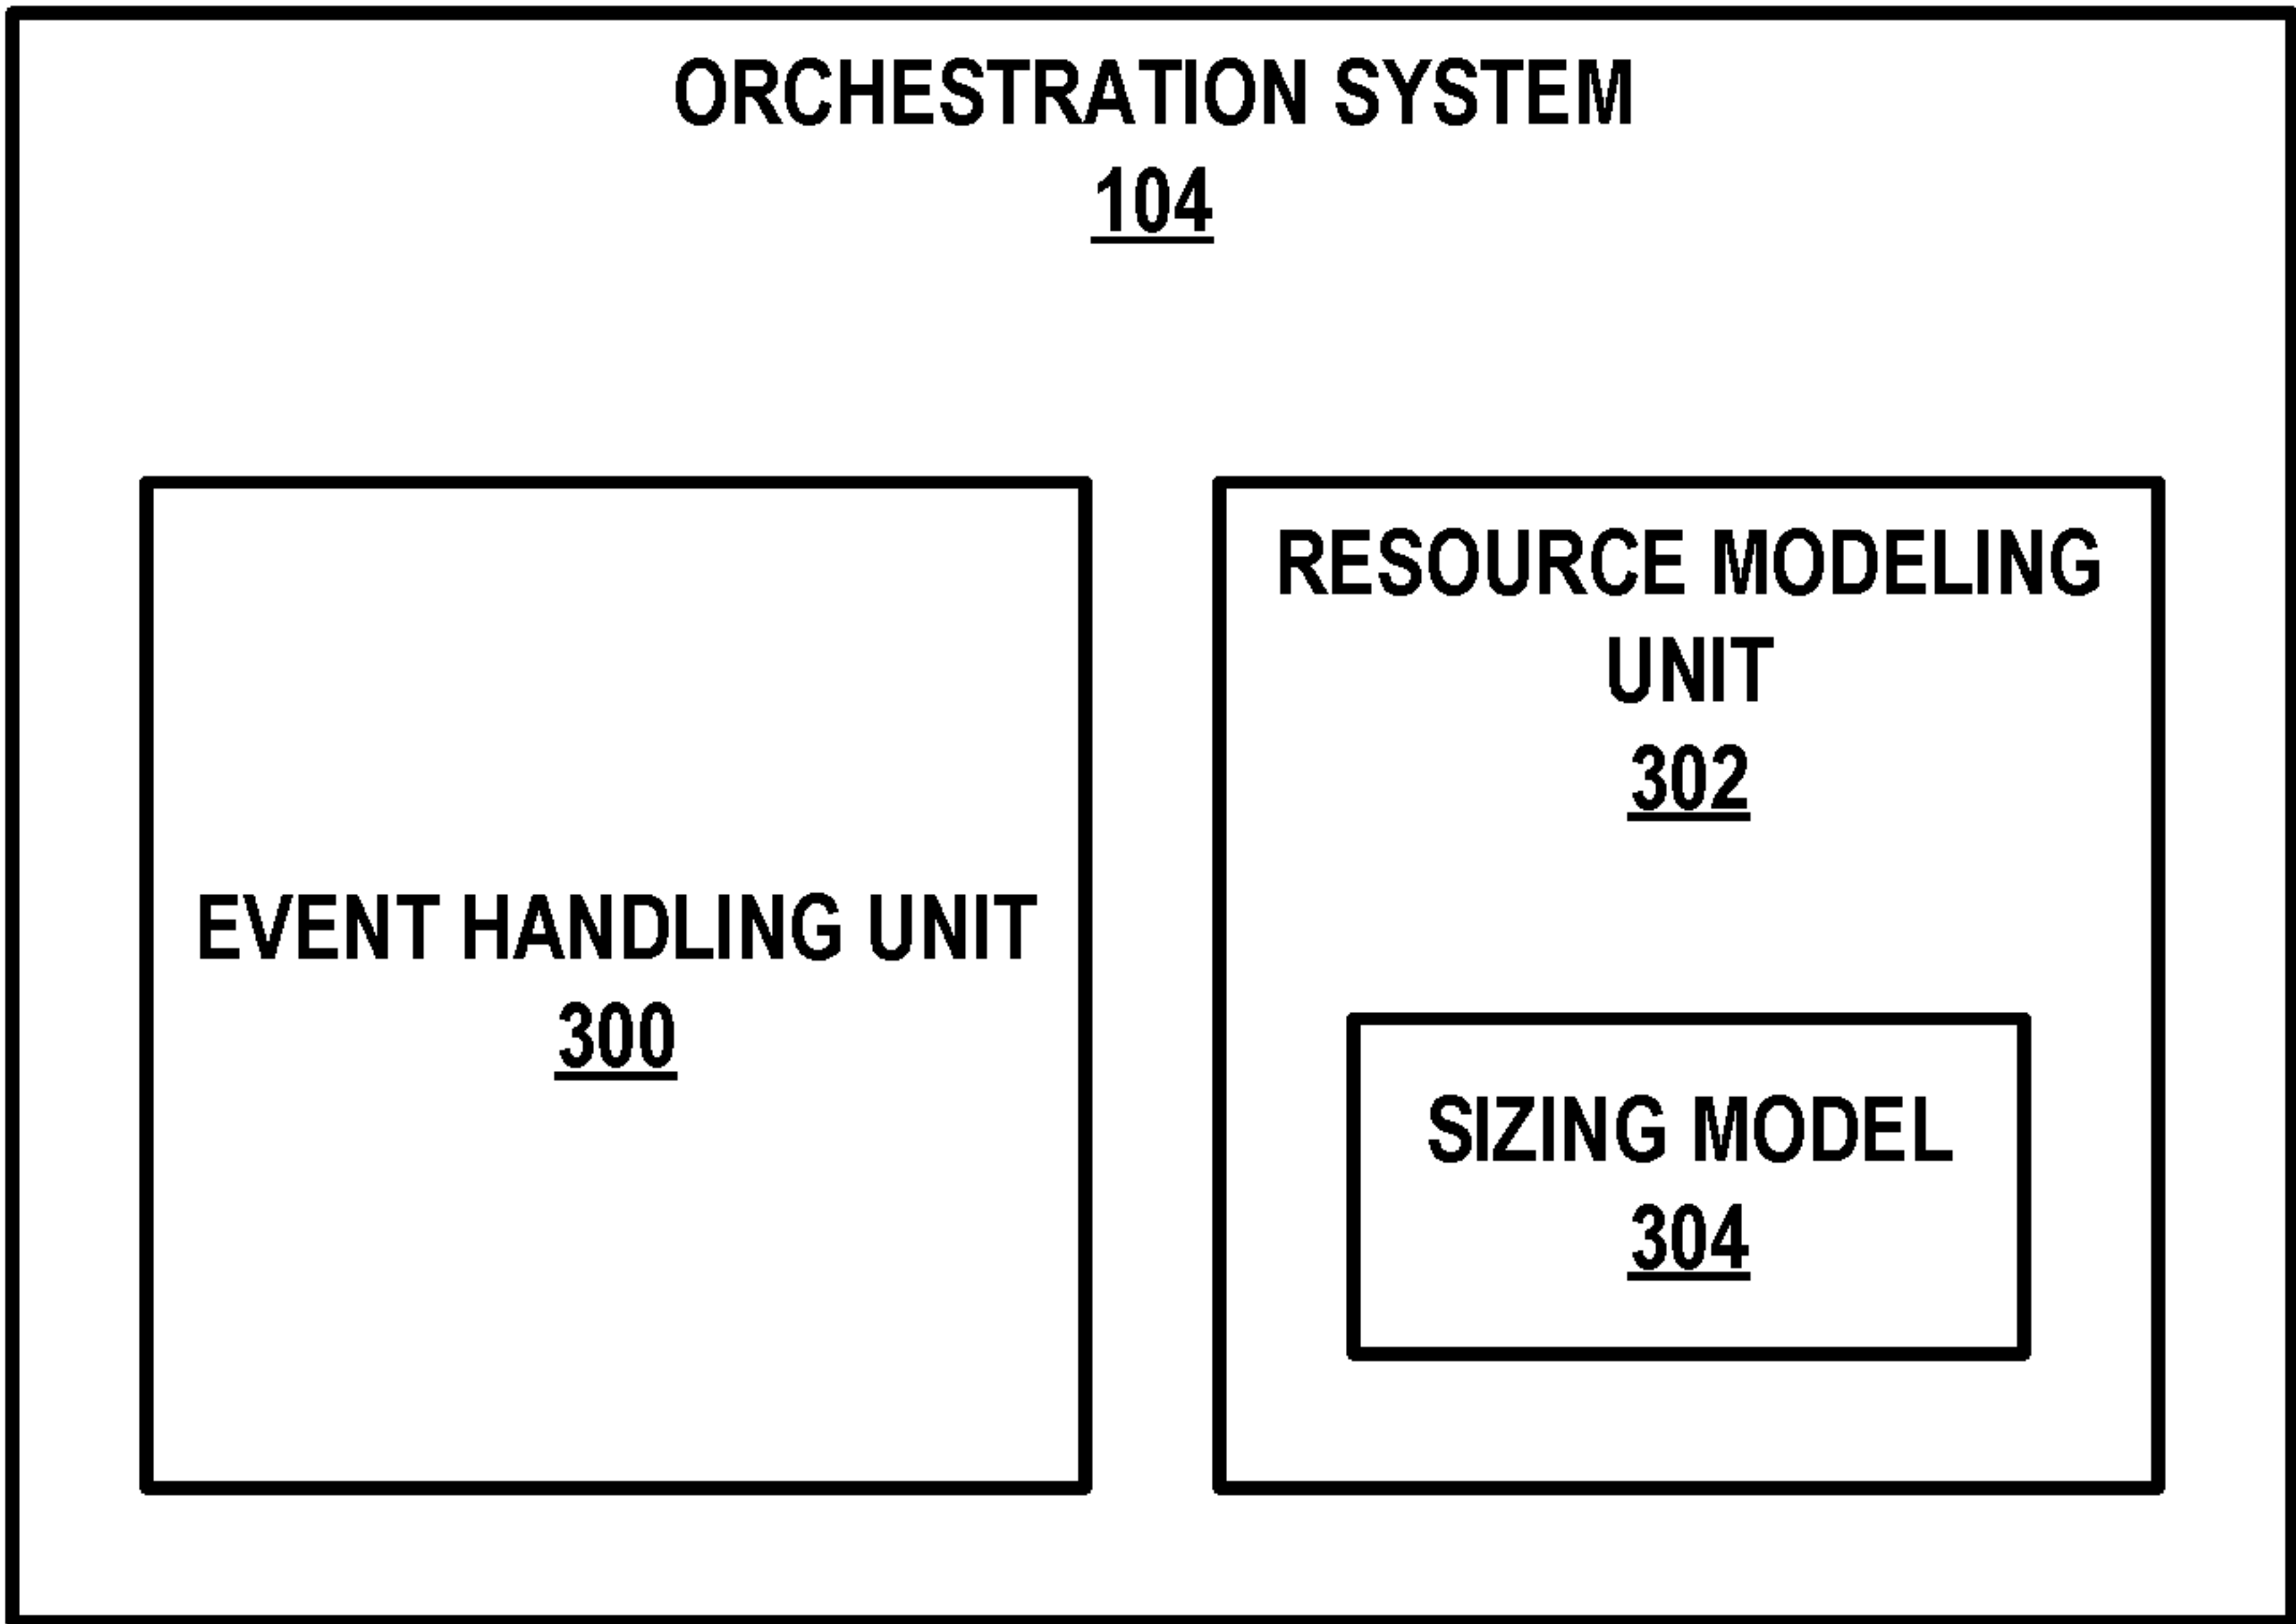 ORCHESTRATION SYSTEM
104
EVENT HANDLING UNIT
300
RESOURCE MODELING
UNIT
302
SIZING MODEL
304